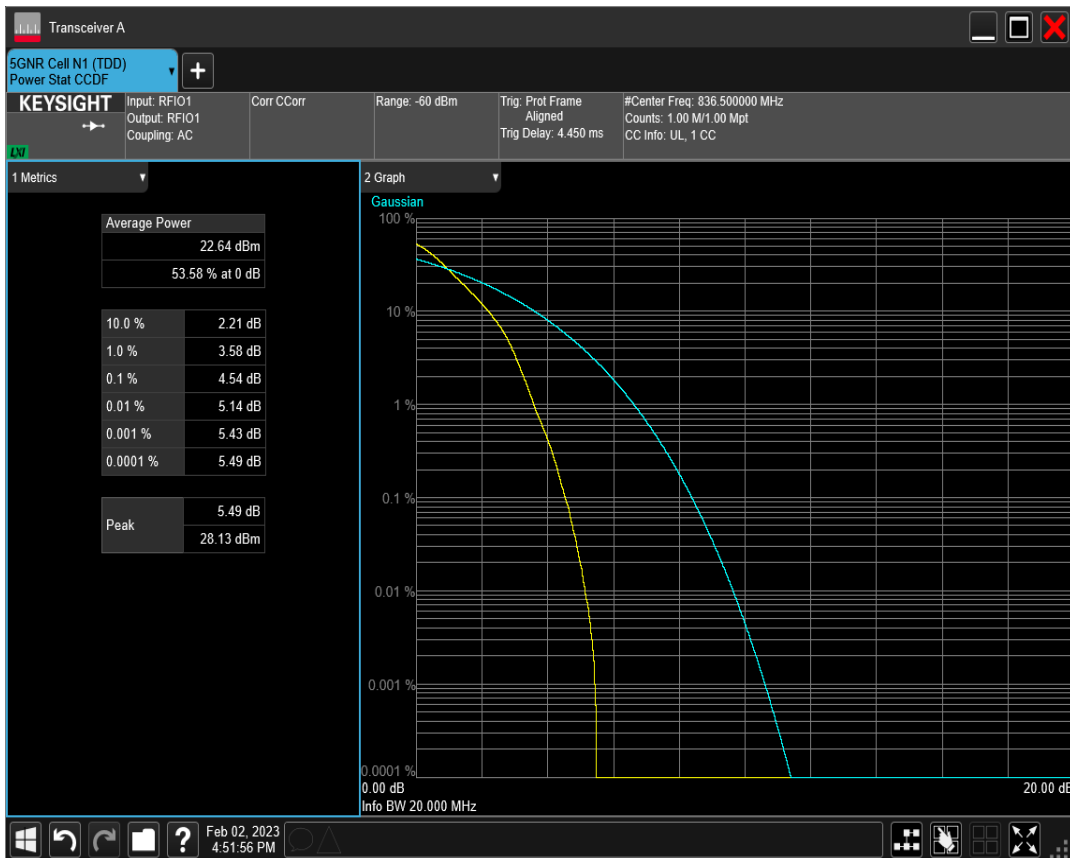 Transceiver A
5GNR Cell N1 (TDD)
Power Stat CCDF
KEYSIGHT
LXI
Input: RFIO1
Output: RFIO1
Coupling: AC
Corr CCorr
Range: -60 dBm
Trig: Prot Frame
Aligned
Trig Delay: 4.450 ms
#Center Freq: 836.500000 MHz
Counts: 1.00 M/1.00 Mpt
CC Info: UL, 1 CC
1 Metrics
Average Power
22.64 dBm
53.58 % at 0 dB
10.0 % 2.21 dB
1.0 % 3.58 dB
0.1 % 4.54 dB
0.01 % 5.14 dB
0.001 % 5.43 dB
0.0001 % 5.49 dB
Peak
5.49 dB
28.13 dBm
2 Graph
Gaussian
100 %
10 %
1 %
0.1 %
0.01 %
0.001 %
0.0001 %
0.00 dB 20.00 dB
Info BW 20.000 MHz
?
Feb 02, 2023
4:51:56 PM